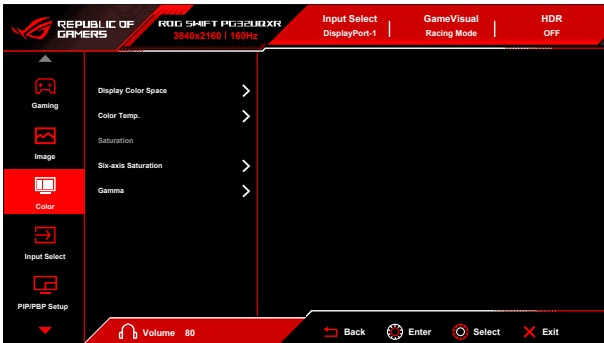 REPUBLIC OF
GAMERS
ROG SWIFT PG32UQXR
3840x2160 | 160Hz
Input Select
DisplayPort-1
GameVisual
Racing Mode
HDR
OFF
Gaming
Image
Color
Input Select
PIP/PBP Setup
Display Color Space
Color Temp.
Saturation
Six-axis Saturation
Gamma
Volume 80
Back
Enter
Select
Exit